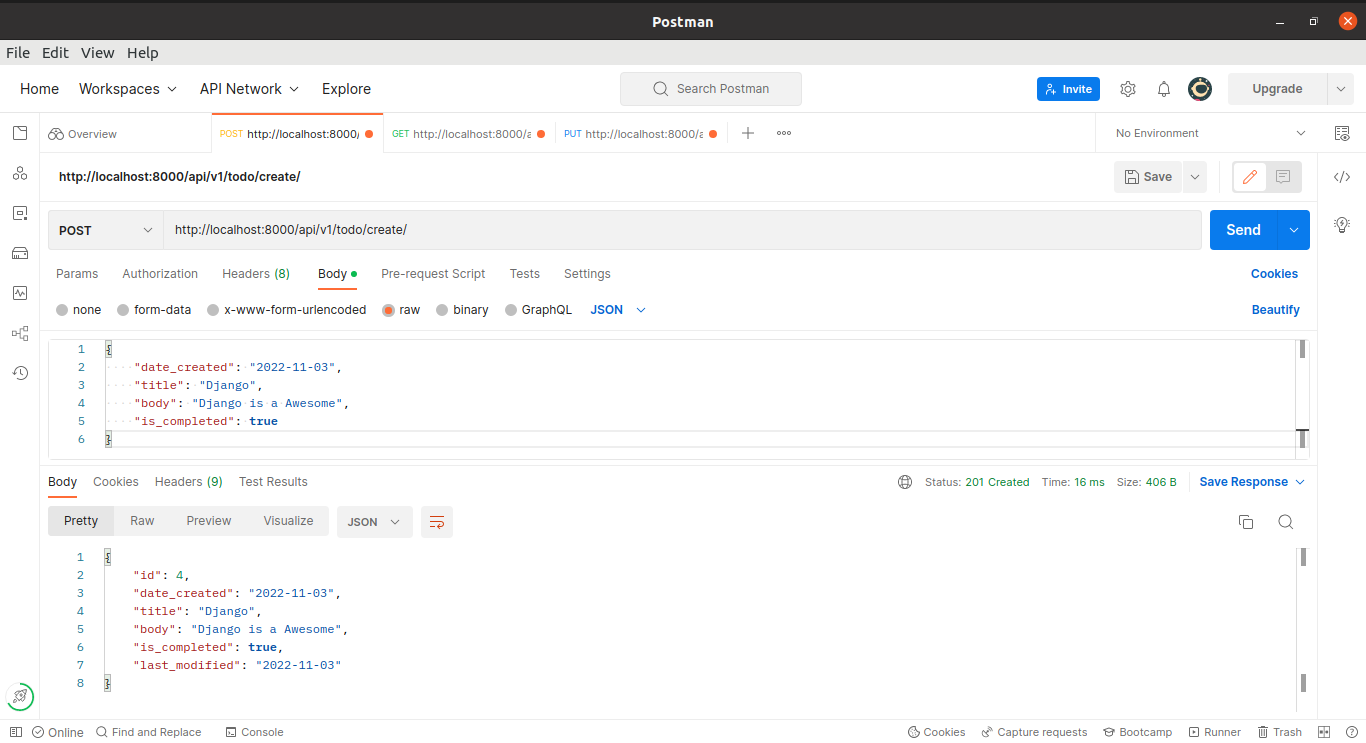 Postman
File Edit View Help
Home Workspaces API Network Explore Search Postman Invite Upgrade
Overview POST http://localhost:8000/ GET http://localhost:8000/a PUT http://localhost:8000/a No Environment
http://localhost:8000/api/v1/todo/create/ Save
POST http://localhost:8000/api/v1/todo/create/ Send
Params Authorization Headers (8) Body Pre-request Script Tests Settings Cookies
none form-data x-www-form-urlencoded raw binary GraphQL JSON Beautify
1 {
2 "date_created": "2022-11-03",
3 "title": "Django",
4 "body": "Django is a Awesome",
5 "is_completed": true
6 }
Body Cookies Headers (9) Test Results Status: 201 Created Time: 16 ms Size: 406 B Save Response
Pretty Raw Preview Visualize JSON
1 {
2 "id": 4,
3 "date_created": "2022-11-03",
4 "title": "Django",
5 "body": "Django is a Awesome",
6 "is_completed": true,
7 "last_modified": "2022-11-03"
8 }
Online Find and Replace Console Cookies Capture requests Bootcamp Runner Trash